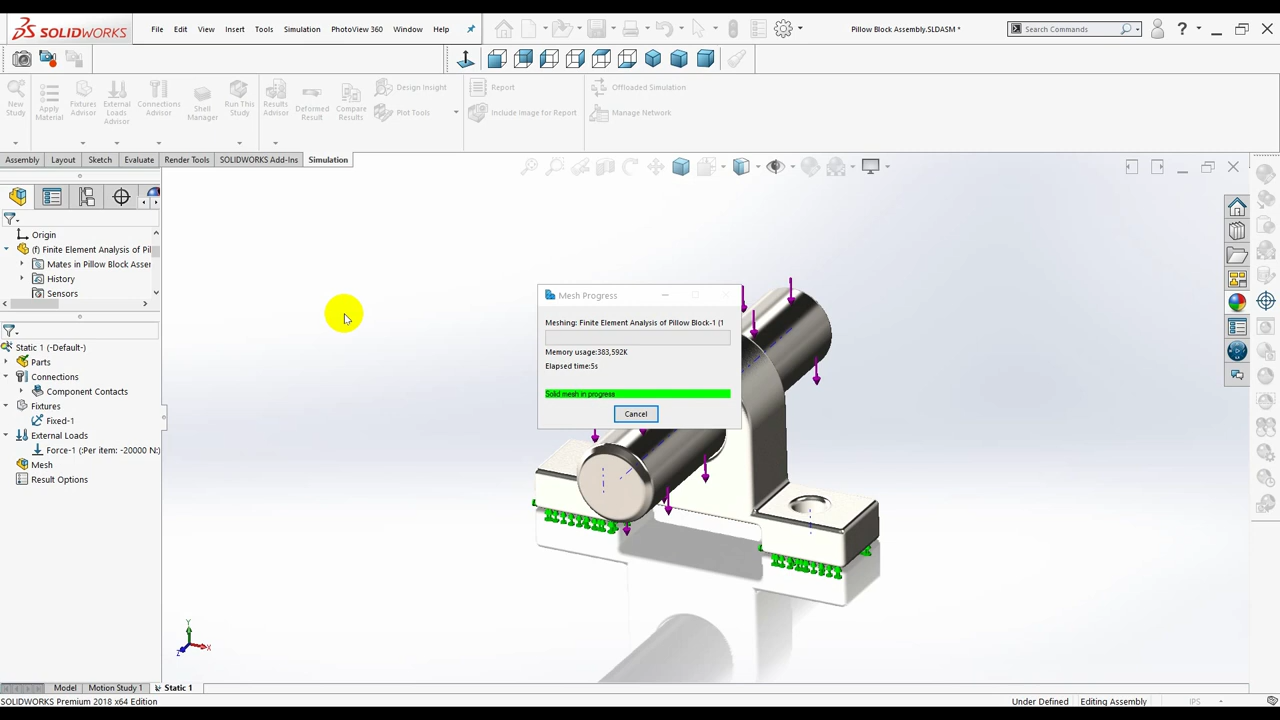 SOLIDWORKS
File
Edit
View
Insert
Tools
Simulation
PhotoView 360
Window
Help
Pillow Block Assembly.SLDASM *
Search Commands
New Study
Apply Material
Fixtures Advisor
External Loads Advisor
Connections Advisor
Shell Manager
Run This Study
Results Advisor
Deformed Result
Compare Results
Design Insight
Plot Tools
Report
Include Image for Report
Offloaded Simulation
Manage Network
Assembly
Layout
Sketch
Evaluate
Render Tools
SOLIDWORKS Add-Ins
Simulation
Origin
(f) Finite Element Analysis of Pil
Mates in Pillow Block Asser
History
Sensors
Static 1 (-Default-)
Parts
Connections
Component Contacts
Fixtures
Fixed-1
External Loads
Force-1 (:Per item: -20000 N:)
Mesh
Result Options
Mesh Progress
Meshing: Finite Element Analysis of Pillow Block-1 (1
Memory usage:383,592K
Elapsed time:5s
Solid mesh in progress
Cancel
Y
Z
X
Model
Motion Study 1
Static 1
SOLIDWORKS Premium 2018 x64 Edition
Under Defined
Editing Assembly
IPS